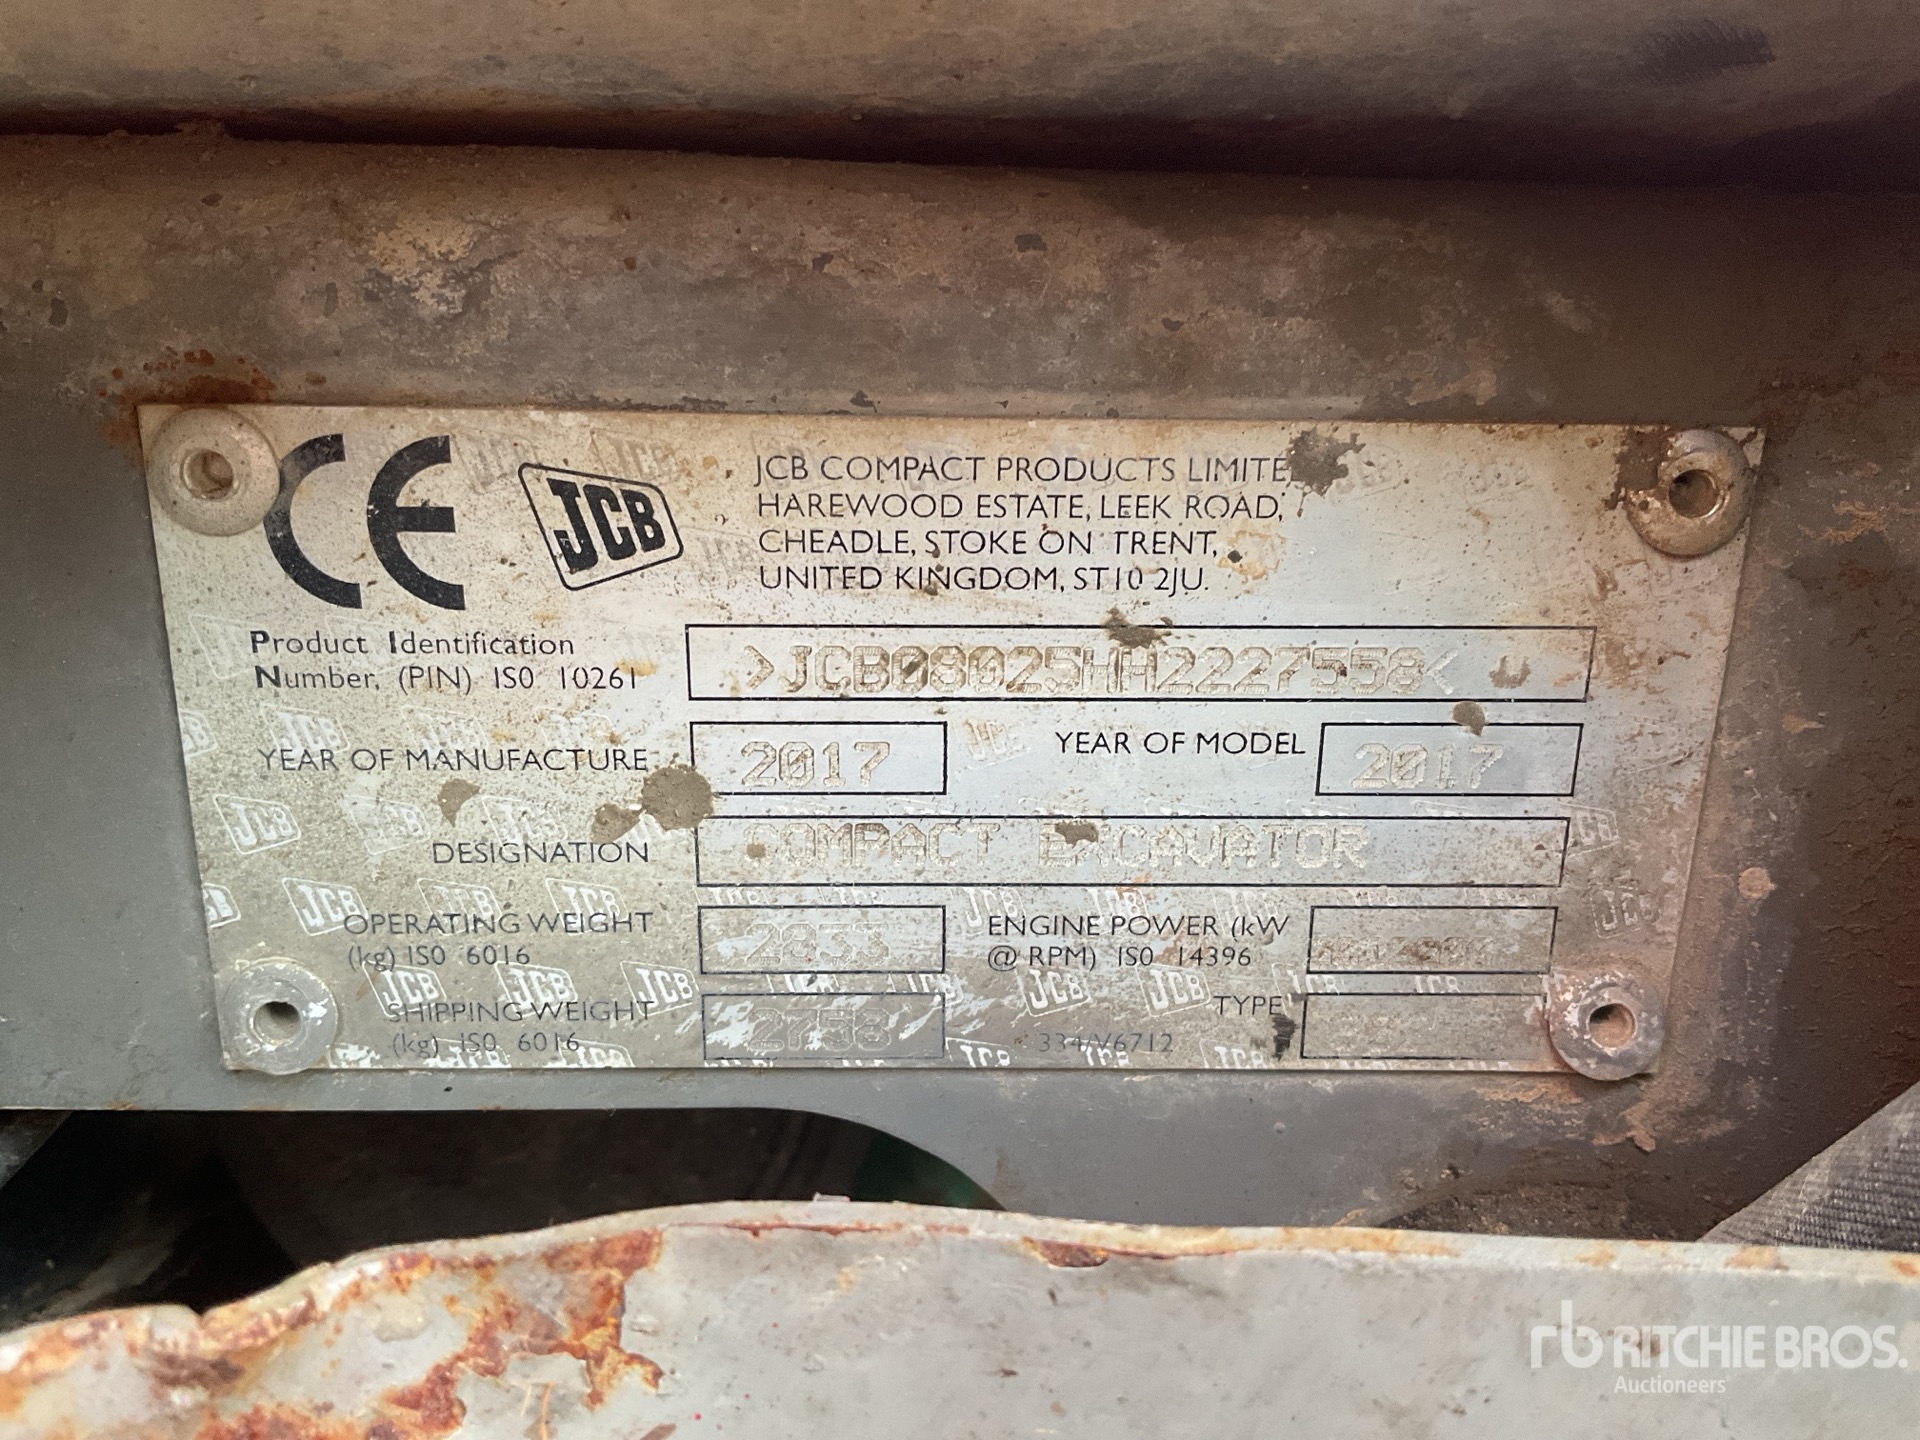 CE
JCB
JCB COMPACT PRODUCTS LIMITE
HAREWOOD ESTATE, LEEK ROAD,
CHEADLE, STOKE ON TRENT,
UNITED KINGDOM, ST10 2JU.
Product Identification
Number, (PIN) ISO 10261
>JCB08025HH2227558<
YEAR OF MANUFACTURE 2017 YEAR OF MODEL 2017
DESIGNATION COMPACT EXCAVATOR
OPERATING WEIGHT
(kg) ISO 6016
2833
ENGINE POWER (kW
@ RPM) ISO 14396
SHIPPING WEIGHT
(kg) ISO 6016
2758
334/V6712
TYPE
rb RITCHIE BROS.
Auctioneers